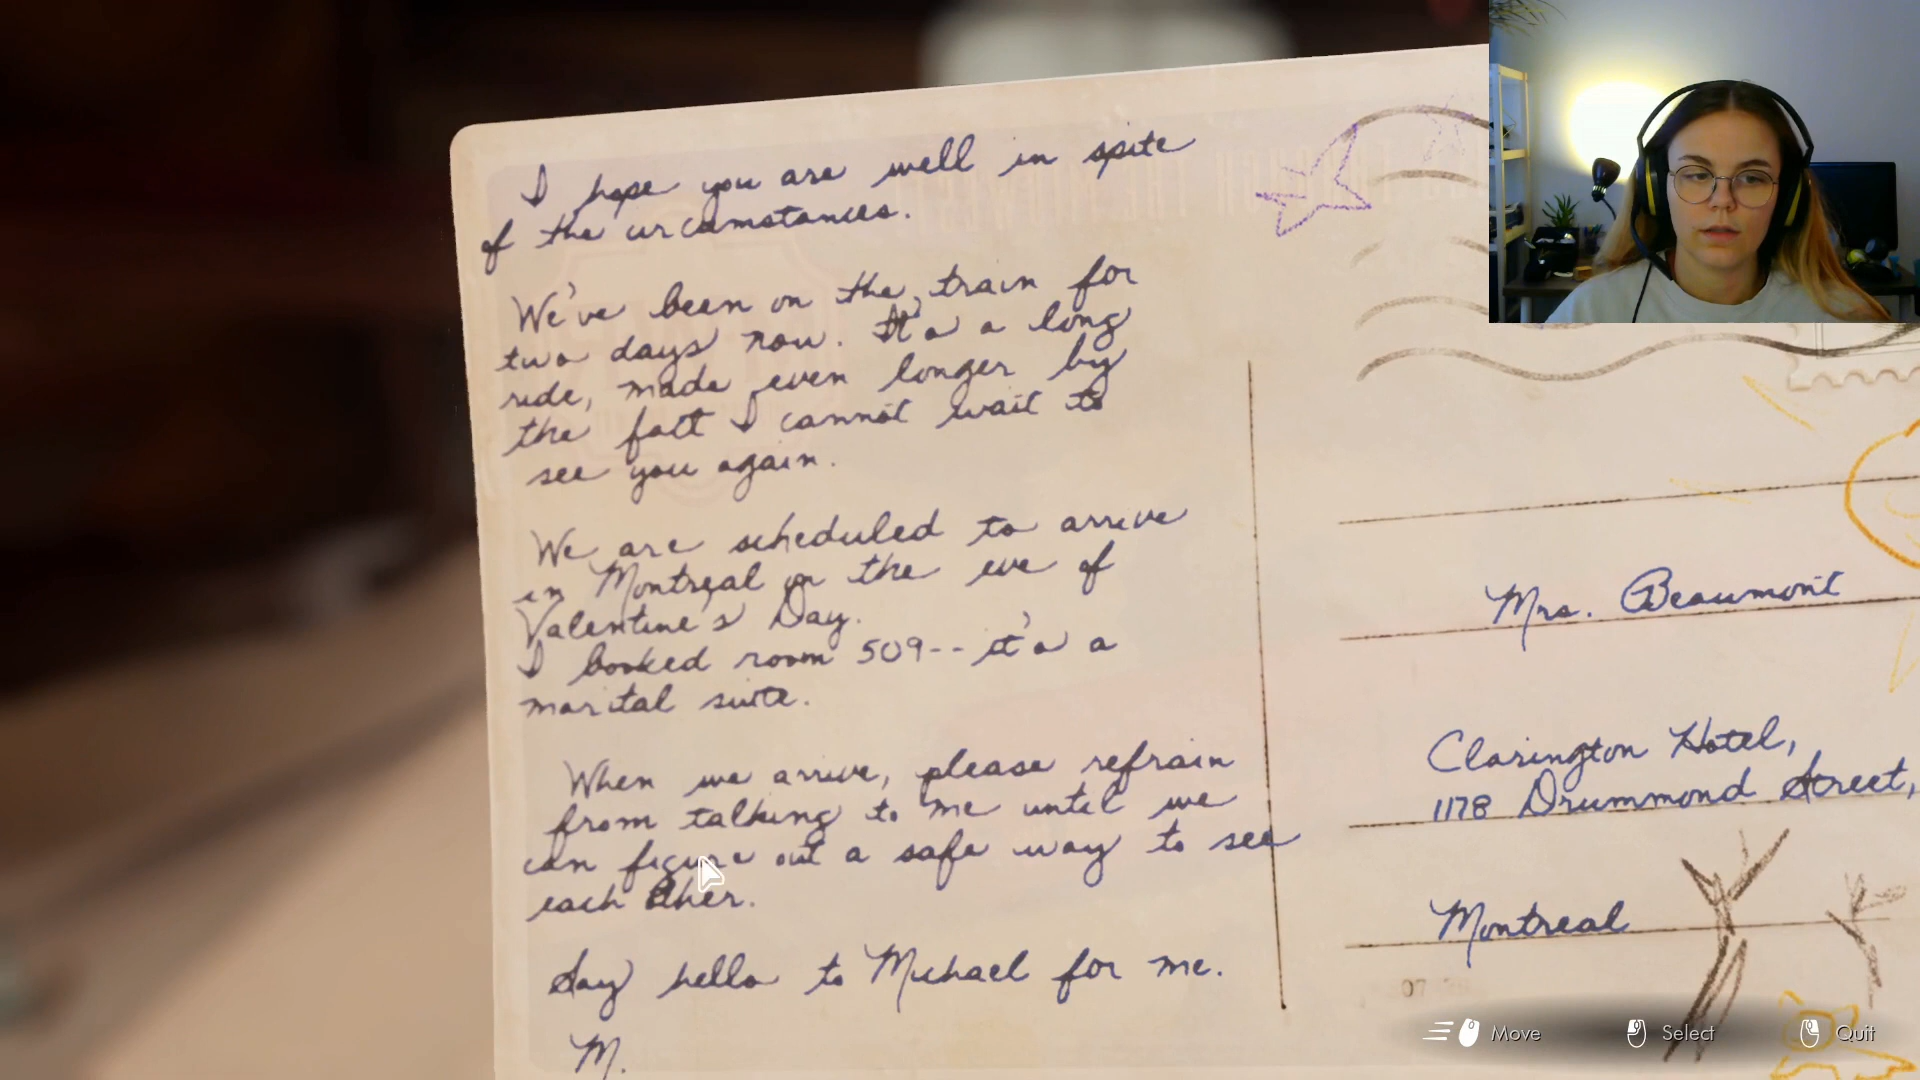 I hope you are well in spite
of the circumstances.
We've been on the train for
two days now. It's a long
ride, made even longer by
the fact I cannot wait to
see you again.
We are scheduled to arrive
in Montreal on the eve of
Valentine's Day.
I booked room 509-- it's a
marital suite.
When we arrive, please refrain
from talking to me until we
can figure out a safe way to see
each other.
Say hello to Michael for me.
M.
Mrs. Beaumont
Clarington Hotel,
1178 Drummond Street,
Montreal
07
Move
Select
Quit